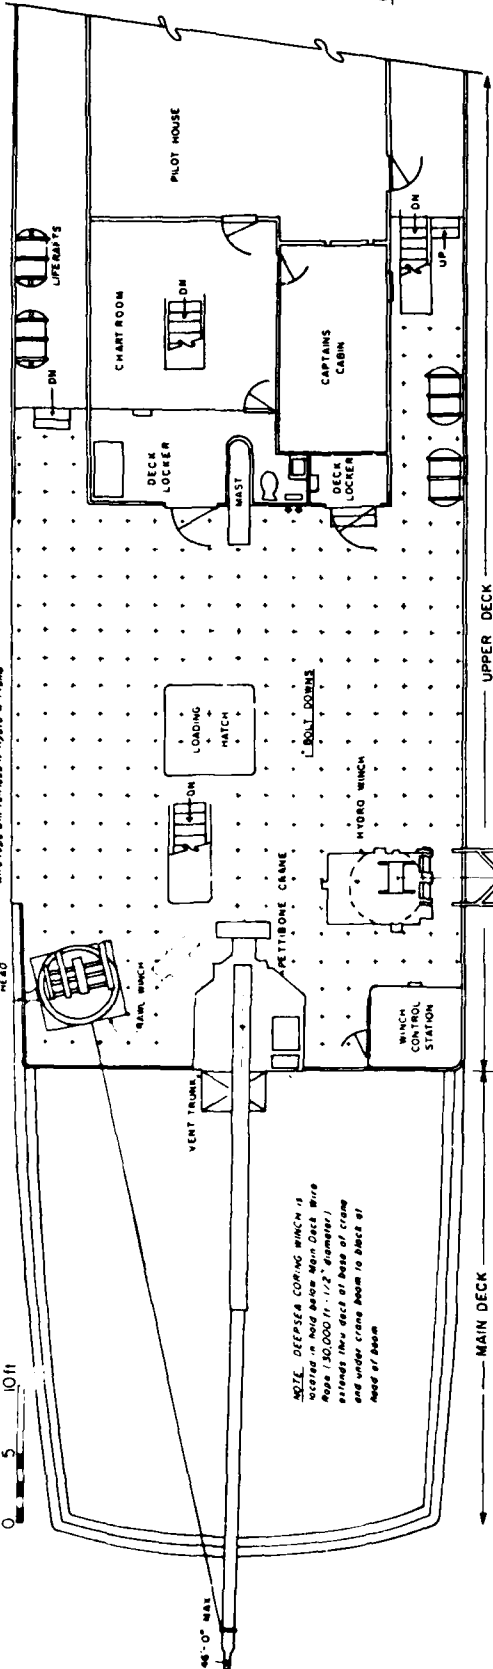 PILOT HOUSE
LIFERAFTS
DN
CHART ROOM
DN
DN
UP
CAPTAINS
CABIN
DECK
LOCKER
MAST
DECK
LOCKER
LOADING
HATCH
BOLT DOWNS
DN
HYDRO WINCH
PETTIBONE CRANE
HEAD
RAWL WINCH
VENT TRUNK
WINCH
CONTROL
STATION
UPPER DECK
MAIN DECK
NOTE DEEPSEA CORING WINCH is
located in hold below Main Deck Wire
Rope (30,000 ft - 1/2" diameter)
extends thru deck at base of crane
and under crane boom to block at
head of boom
0 5 10 ft
46'-0" MAX